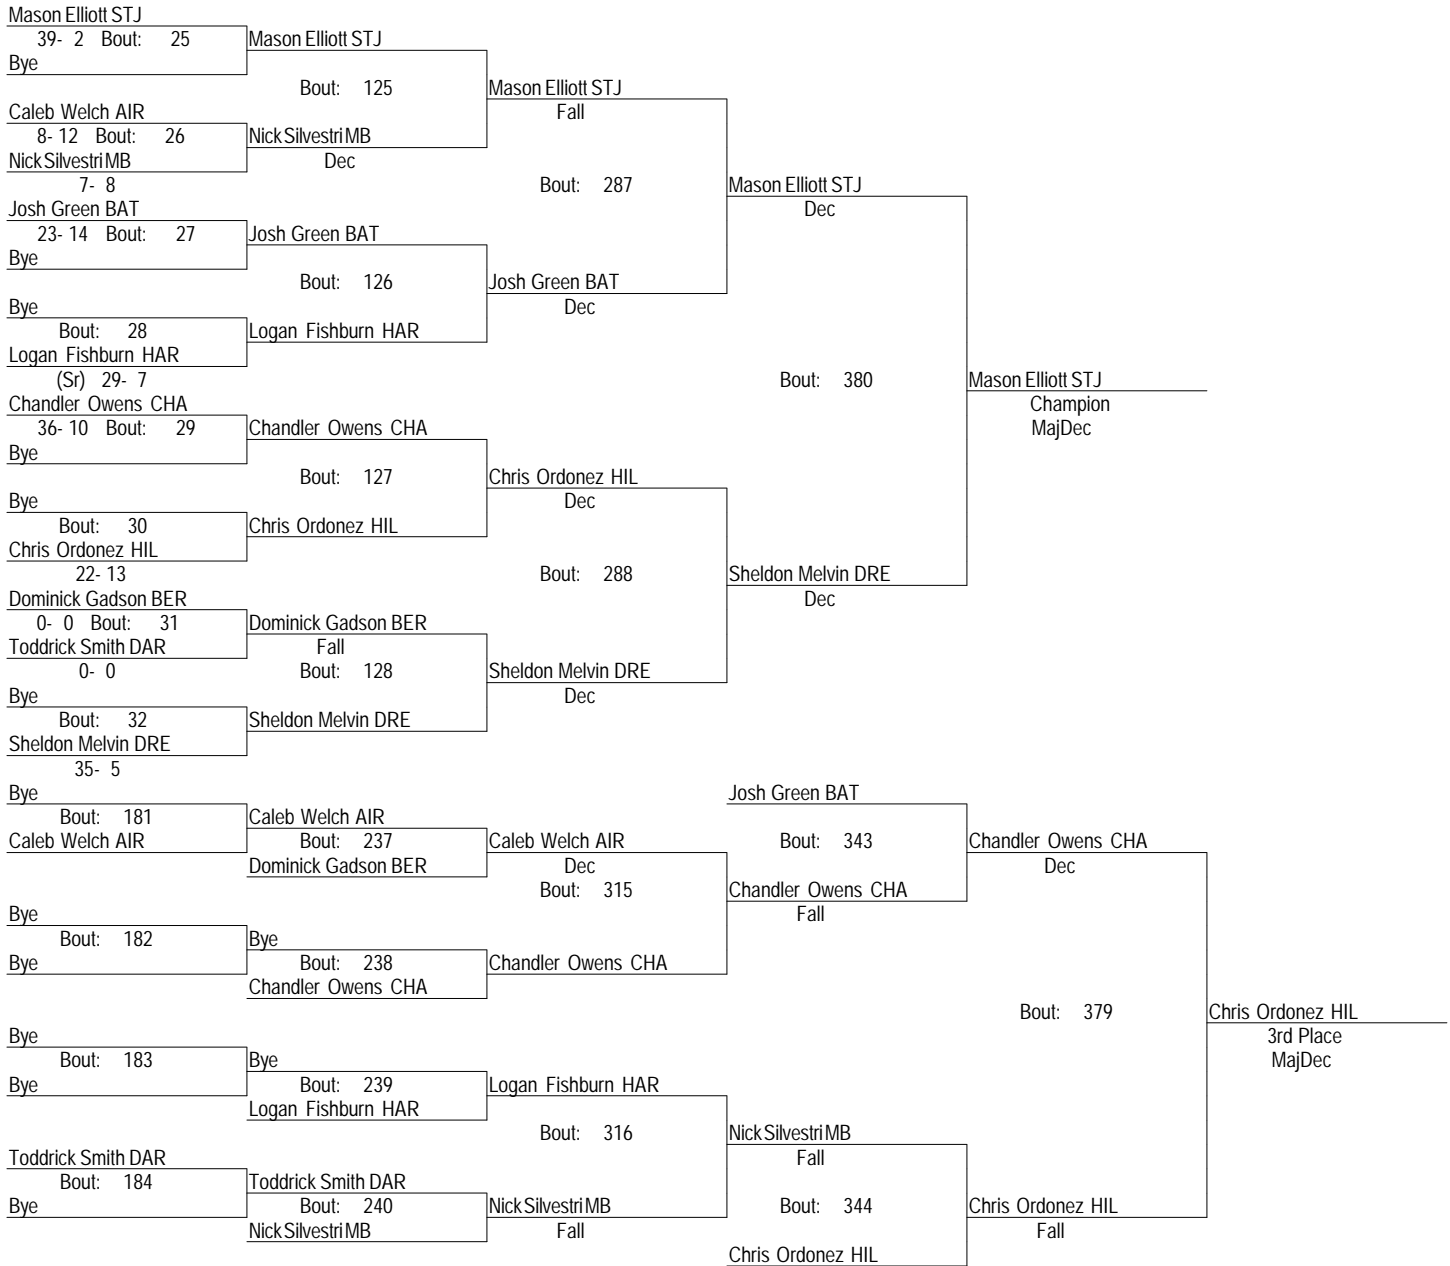 Mason Elliott STJ
39- 2 Bout: 25 Mason Elliott STJ
Bye
Bout: 125 Mason Elliott STJ
Caleb Welch AIR Fall
8- 12 Bout: 26 Nick Silvestri MB
Nick Silvestri MB Dec
7- 8 Bout: 287 Mason Elliott STJ
Josh Green BAT Dec
23- 14 Bout: 27 Josh Green BAT
Bye
Bout: 126 Josh Green BAT
Bye Dec
Bout: 28 Logan Fishburn HAR
Logan Fishburn HAR
(Sr) 29- 7 Bout: 380 Mason Elliott STJ
Chandler Owens CHA Champion
36- 10 Bout: 29 Chandler Owens CHA MajDec
Bye
Bout: 127 Chris Ordonez HIL
Bye Dec
Bout: 30 Chris Ordonez HIL
Chris Ordonez HIL
22- 13 Bout: 288 Sheldon Melvin DRE
Dominick Gadson BER Dec
0- 0 Bout: 31 Dominick Gadson BER
Toddrick Smith DAR Fall
0- 0 Bout: 128 Sheldon Melvin DRE
Bye Dec
Bout: 32 Sheldon Melvin DRE
Sheldon Melvin DRE
35- 5
Bye Josh Green BAT
Bout: 181 Caleb Welch AIR
Caleb Welch AIR Bout: 237 Caleb Welch AIR Bout: 343 Chandler Owens CHA
Dominick Gadson BER Dec Dec
Bout: 315 Chandler Owens CHA
Bye Fall
Bout: 182 Bye
Bye Bout: 238 Chandler Owens CHA
Chandler Owens CHA
Bout: 379 Chris Ordonez HIL
Bye 3rd Place
Bout: 183 Bye MajDec
Bye Bout: 239 Logan Fishburn HAR
Logan Fishburn HAR
Bout: 316 Nick Silvestri MB
Toddrick Smith DAR Fall
Bout: 184 Toddrick Smith DAR
Bye Bout: 240 Nick Silvestri MB Bout: 344 Chris Ordonez HIL
Nick Silvestri MB Fall Fall
Chris Ordonez HIL